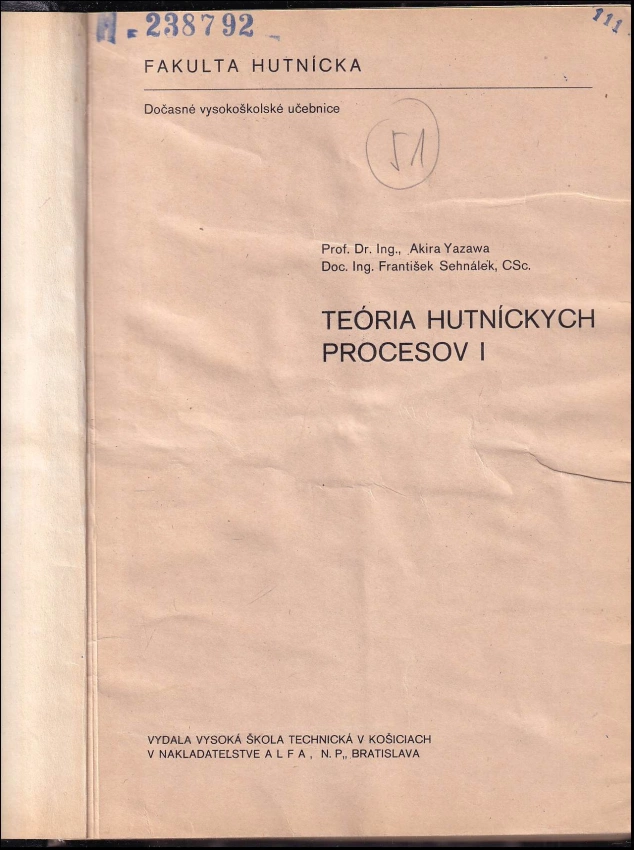 H - 238792
111
FAKULTA HUTNÍCKA
Dočasné vysokoškolské učebnice
51
Prof. Dr. Ing., Akira Yazawa
Doc. Ing. František Sehnálek, CSc.
TEÓRIA HUTNÍCKYCH
PROCESOV I
VYDALA VYSOKÁ ŠKOLA TECHNICKÁ V KOŠICIACH
V NAKLADATEĽSTVE A L F A , N. P,, BRATISLAVA